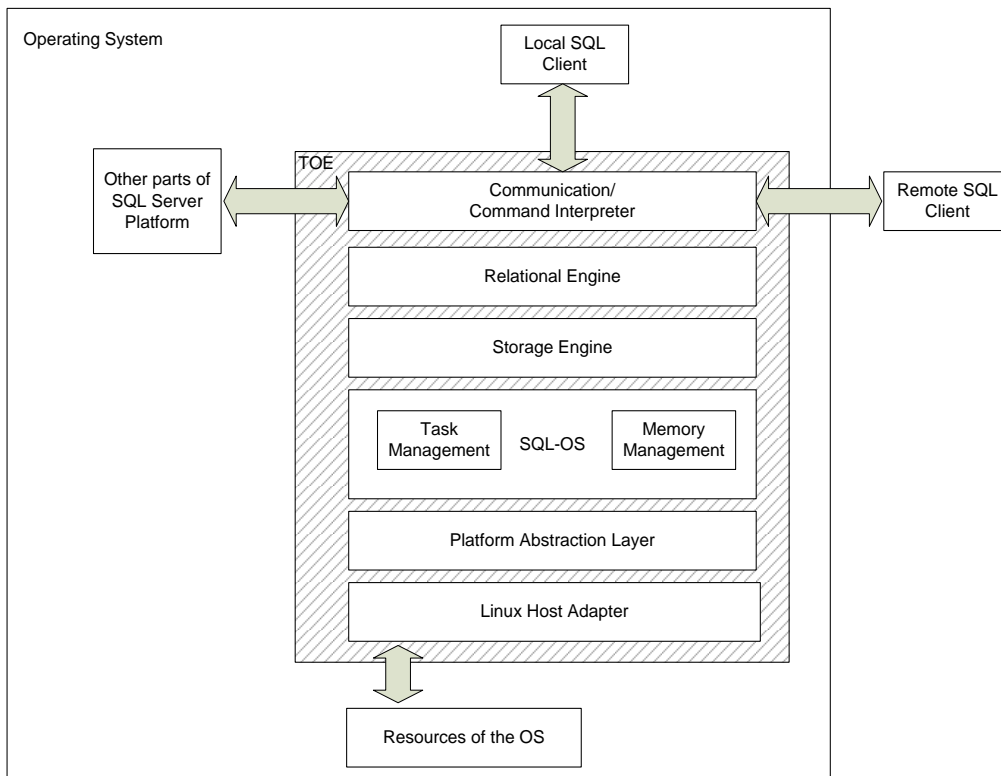 Operating System
Local SQL
Client
TOE
Other parts of
SQL Server
Platform
Communication/
Command Interpreter
Remote SQL
Client
Relational Engine
Storage Engine
Task
Management
SQL-OS
Memory
Management
Platform Abstraction Layer
Linux Host Adapter
Resources of the OS